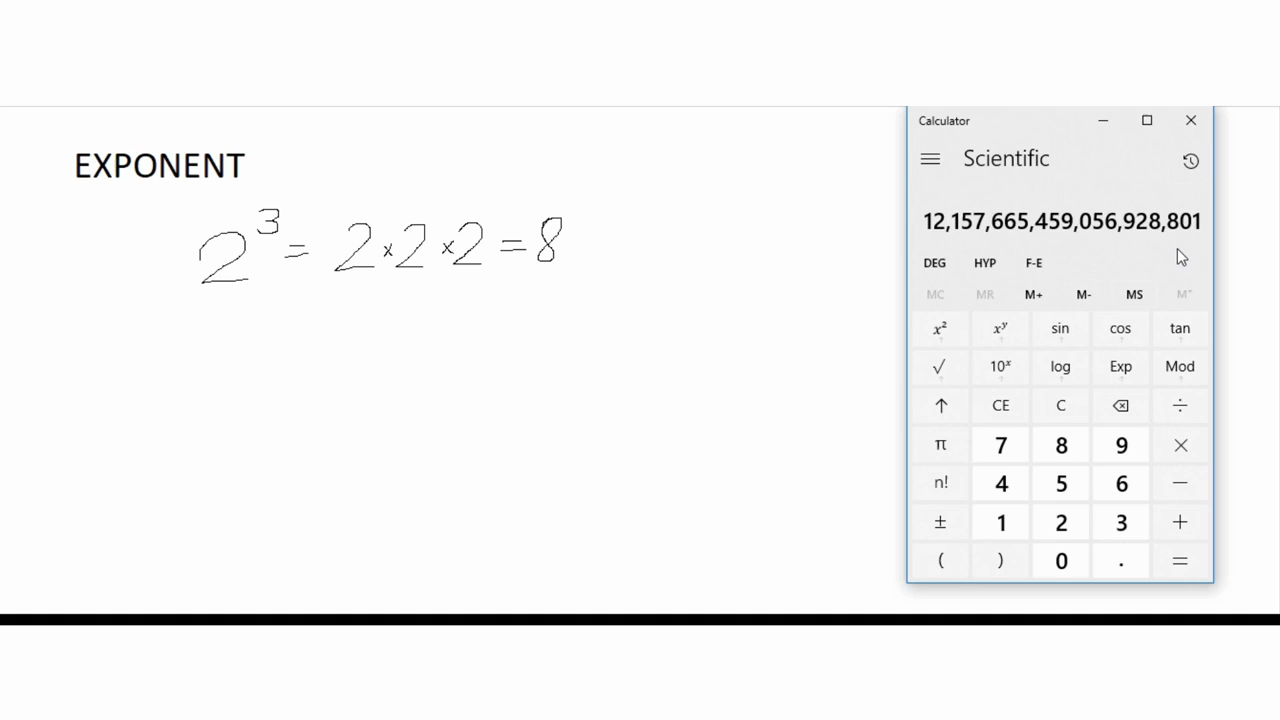 EXPONENT
2³ = 2 × 2 × 2 = 8
Calculator
Scientific
12,157,665,459,056,928,801
DEG HYP F-E
MC MR M+ M- MS M˅
x² xʸ sin cos tan
√ 10ˣ log Exp Mod
↑ CE C ⌫ ÷
π 7 8 9 ×
n! 4 5 6 −
± 1 2 3 +
( ) 0 . =